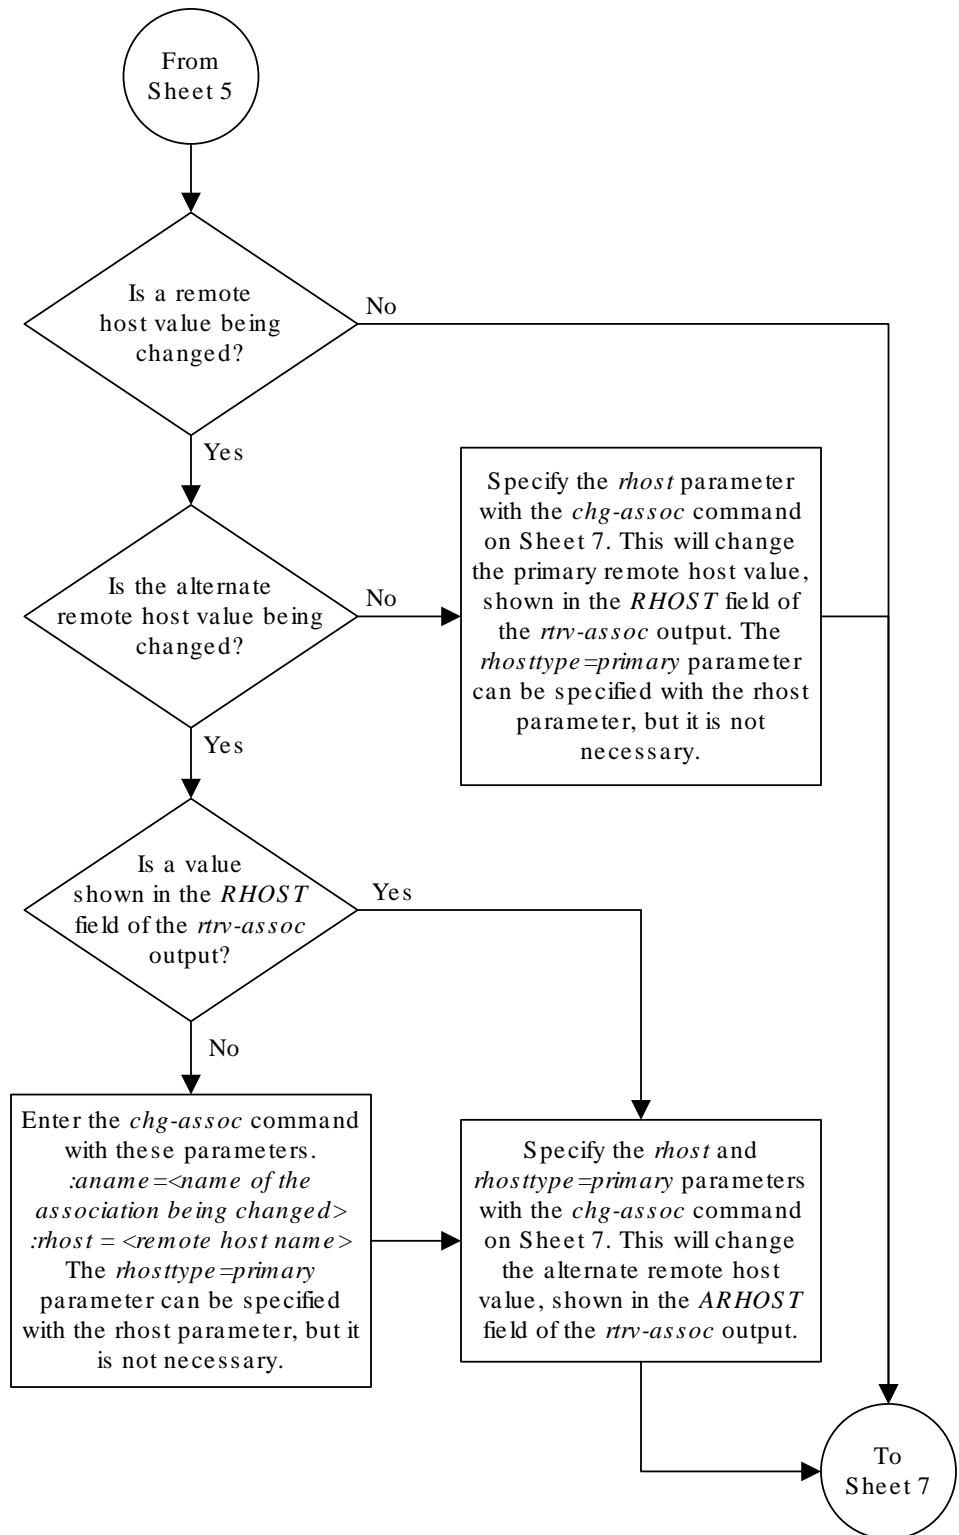 From
Sheet 5
Is a remote
host value being
changed?
No
Yes
Is the alternate
remote host value being
changed?
No
Specify the rhost parameter
with the chg-assoc command
on Sheet 7. This will change
the primary remote host value,
shown in the RHOST field of
the rtrv-assoc output. The
rhosttype=primary parameter
can be specified with the rhost
parameter, but it is not
necessary.
Yes
Is a value
shown in the RHOST
field of the rtrv-assoc
output?
Yes
No
Enter the chg-assoc command
with these parameters.
:aname=<name of the
association being changed>
:rhost = <remote host name>
The rhosttype=primary
parameter can be specified
with the rhost parameter, but it
is not necessary.
Specify the rhost and
rhosttype=primary parameters
with the chg-assoc command
on Sheet 7. This will change
the alternate remote host
value, shown in the ARHOST
field of the rtrv-assoc output.
To
Sheet 7